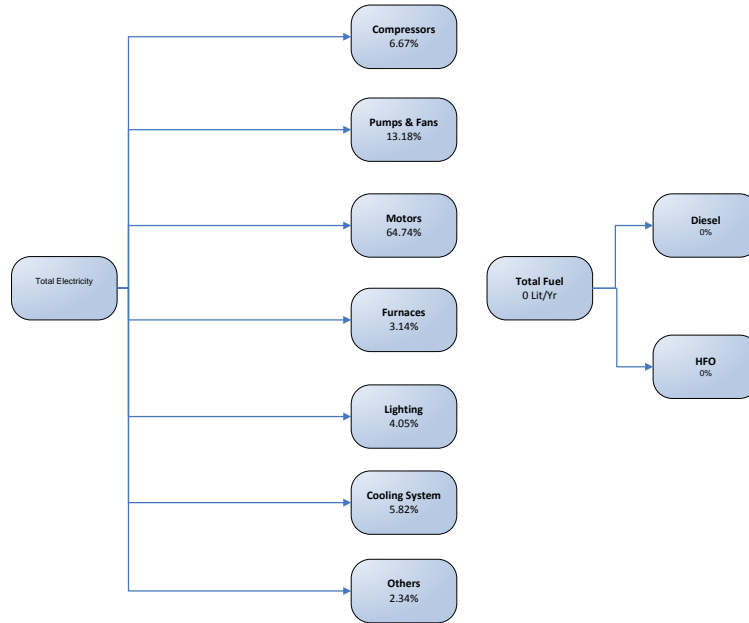 Compressors
6.67%
Pumps & Fans
13.18%
Motors
64.74%
Diesel
0%
Total Electricity
Total Fuel
0 Lit/Yr
Furnaces
3.14%
HFO
0%
Lighting
4.05%
Cooling System
5.82%
Others
2.34%